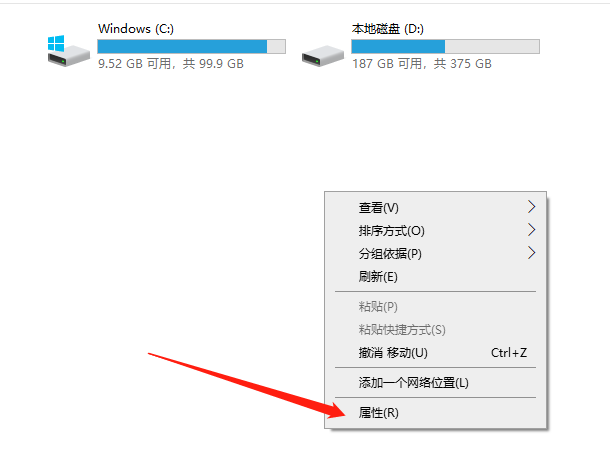 Windows (C:)
9.52 GB 可用，共 99.9 GB
本地磁盘 (D:)
187 GB 可用，共 375 GB
查看(V)
排序方式(O)
分组依据(P)
刷新(E)
粘贴(P)
粘贴快捷方式(S)
撤消 移动(U) Ctrl+Z
添加一个网络位置(L)
属性(R)